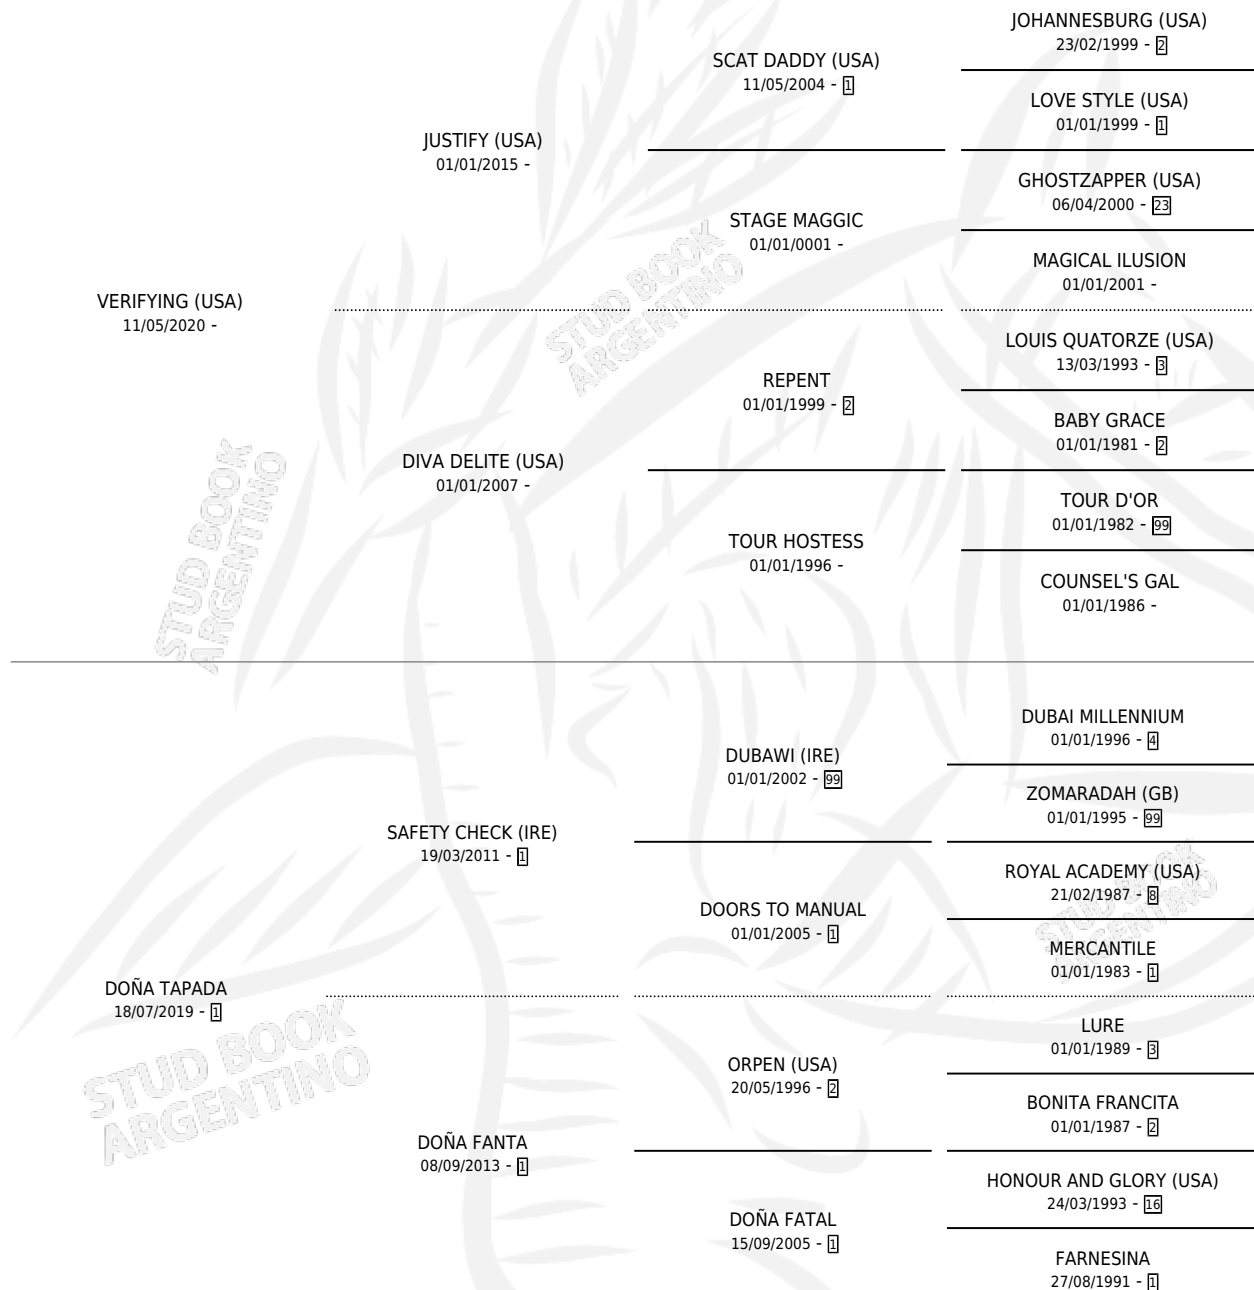 JOHANNESBURG (USA)
23/02/1999 - 2
SCAT DADDY (USA)
11/05/2004 - 1
LOVE STYLE (USA)
01/01/1999 - 1
JUSTIFY (USA)
01/01/2015 -
GHOSTZAPPER (USA)
06/04/2000 - 23
STAGE MAGGIC
01/01/0001 -
MAGICAL ILUSION
01/01/2001 -
VERIFYING (USA)
11/05/2020 -
STUD BOOK
ARGENTINO
LOUIS QUATORZE (USA)
13/03/1993 - 3
REPENT
01/01/1999 - 2
BABY GRACE
01/01/1981 - 2
DIVA DELITE (USA)
01/01/2007 -
STUD BOOK
ARGENTINO
TOUR D'OR
01/01/1982 - 99
TOUR HOSTESS
01/01/1996 -
COUNSEL'S GAL
01/01/1986 -
DUBAI MILLENNIUM
01/01/1996 - 4
DUBAWI (IRE)
01/01/2002 - 99
ZOMARADAH (GB)
01/01/1995 - 99
SAFETY CHECK (IRE)
19/03/2011 - 1
ROYAL ACADEMY (USA)
21/02/1987 - 8
STUD BOOK
ARGENTINO
DOORS TO MANUAL
01/01/2005 - 1
MERCANTILE
01/01/1983 - 1
DOÑA TAPADA
18/07/2019 - 1
STUD BOOK
ARGENTINO
LURE
01/01/1989 - 3
ORPEN (USA)
20/05/1996 - 2
BONITA FRANCITA
01/01/1987 - 2
DOÑA FANTA
08/09/2013 - 1
HONOUR AND GLORY (USA)
24/03/1993 - 16
DOÑA FATAL
15/09/2005 - 1
FARNESINA
27/08/1991 - 1